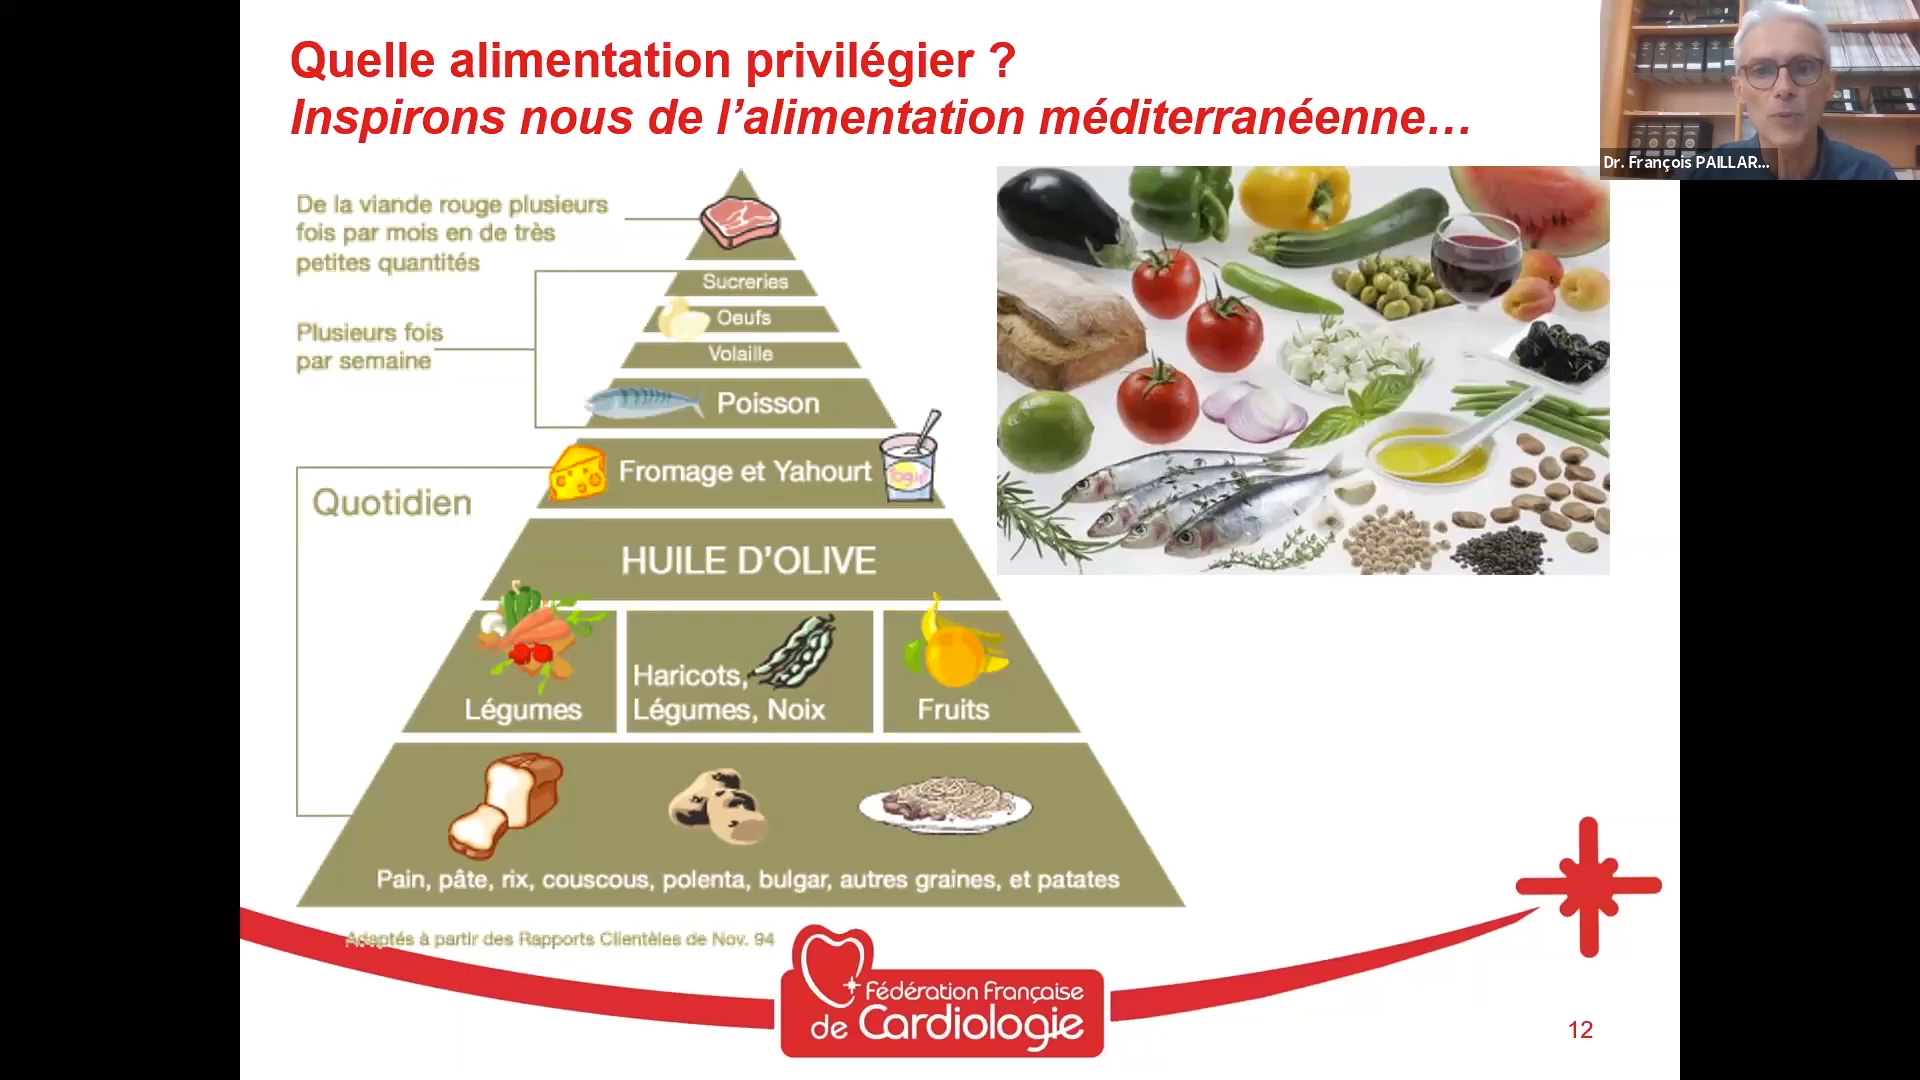 Quelle alimentation privilégier ?
Inspirons nous de l’alimentation méditerranéenne…
Dr. François PAILLAR...
De la viande rouge plusieurs
fois par mois en de très
petites quantités
Sucreries
Oeufs
Plusieurs fois
par semaine
Volaille
Poisson
Fromage et Yahourt
Quotidien
HUILE D’OLIVE
Légumes
Haricots,
Légumes, Noix
Fruits
Pain, pâte, rix, couscous, polenta, bulgar, autres graines, et patates
Adaptés à partir des Rapports Clientèles de Nov. 94
Fédération Française
de Cardiologie
12